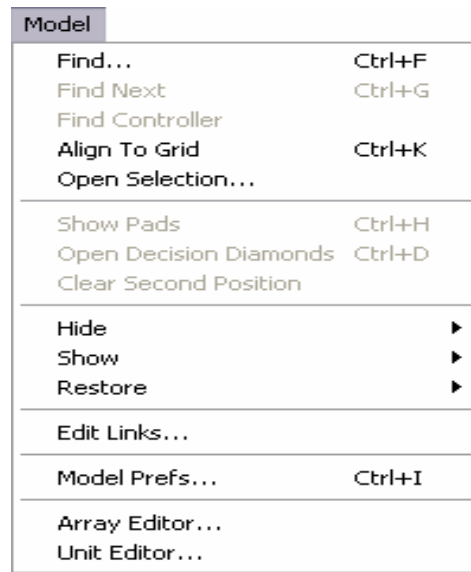 Model
Find... Ctrl+F
Find Next Ctrl+G
Find Controller
Align To Grid Ctrl+K
Open Selection...
Show Pads Ctrl+H
Open Decision Diamonds Ctrl+D
Clear Second Position
Hide
Show
Restore
Edit Links...
Model Prefs... Ctrl+I
Array Editor...
Unit Editor...